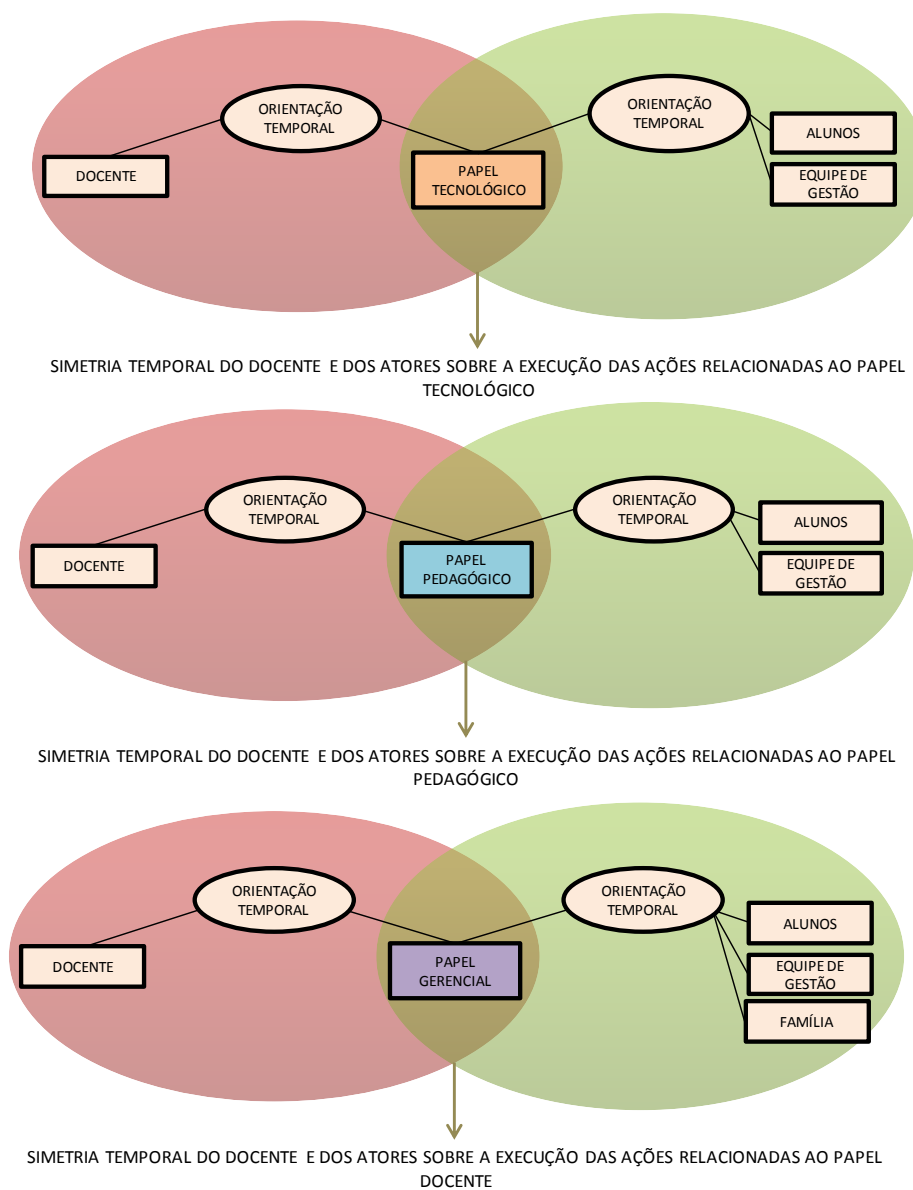 ORIENTAÇÃO
TEMPORAL
ORIENTAÇÃO
TEMPORAL
ALUNOS
DOCENTE
PAPEL
TECNOLÓGICO
EQUIPE DE
GESTÃO
SIMETRIA TEMPORAL DO DOCENTE E DOS ATORES SOBRE A EXECUÇÃO DAS AÇÕES RELACIONADAS AO PAPEL
TECNOLÓGICO
ORIENTAÇÃO
TEMPORAL
ORIENTAÇÃO
TEMPORAL
ALUNOS
DOCENTE
PAPEL
PEDAGÓGICO
EQUIPE DE
GESTÃO
SIMETRIA TEMPORAL DO DOCENTE E DOS ATORES SOBRE A EXECUÇÃO DAS AÇÕES RELACIONADAS AO PAPEL
PEDAGÓGICO
ORIENTAÇÃO
TEMPORAL
ORIENTAÇÃO
TEMPORAL
ALUNOS
DOCENTE
PAPEL
GERENCIAL
EQUIPE DE
GESTÃO
FAMÍLIA
SIMETRIA TEMPORAL DO DOCENTE E DOS ATORES SOBRE A EXECUÇÃO DAS AÇÕES RELACIONADAS AO PAPEL
DOCENTE